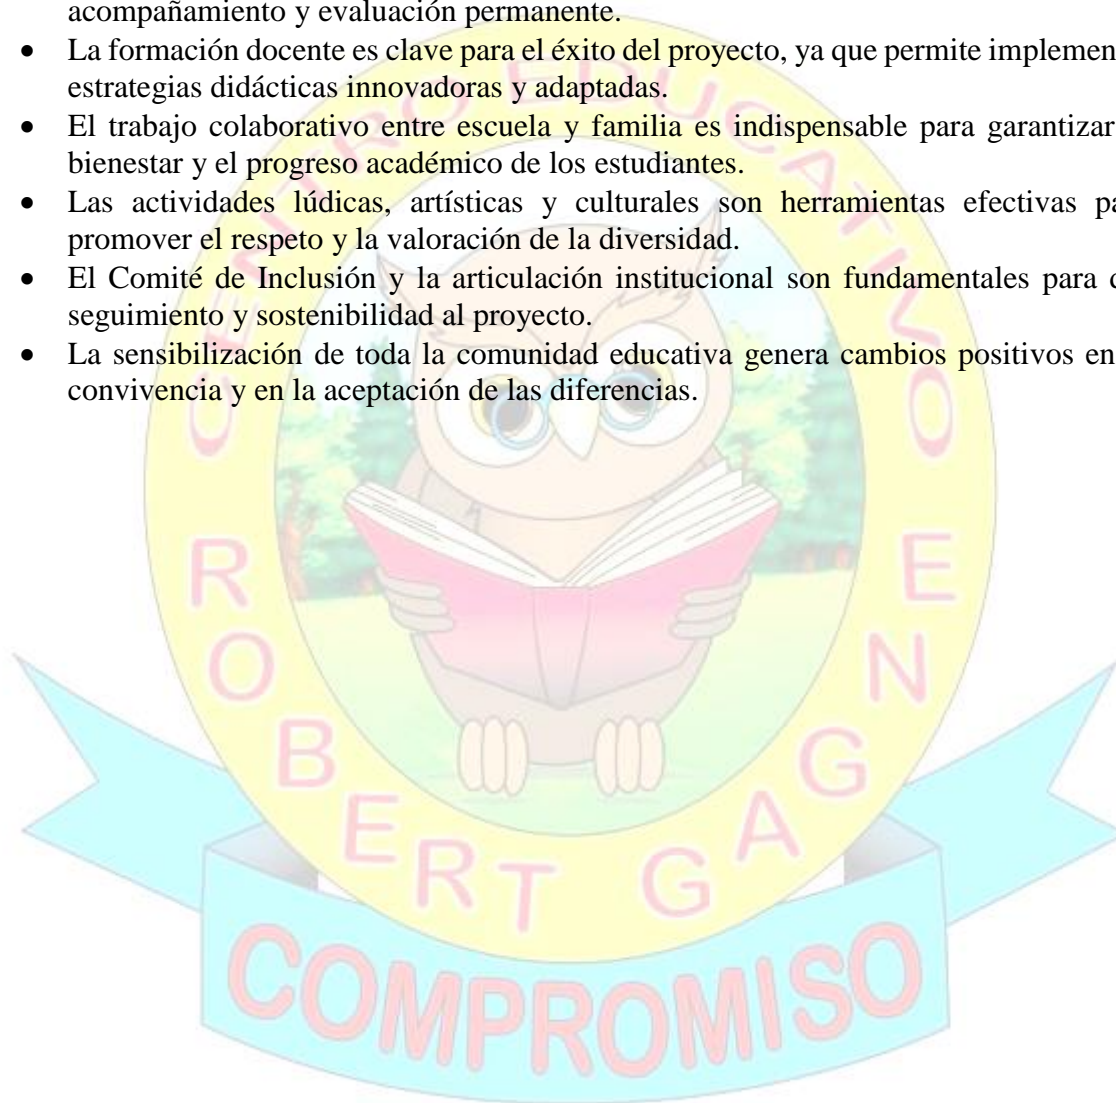 acompañamiento y evaluación permanente.
• La formación docente es clave para el éxito del proyecto, ya que permite implemen
estrategias didácticas innovadoras y adaptadas.
• El trabajo colaborativo entre escuela y familia es indispensable para garantizar
bienestar y el progreso académico de los estudiantes.
• Las actividades lúdicas, artísticas y culturales son herramientas efectivas pa
promover el respeto y la valoración de la diversidad.
• El Comité de Inclusión y la articulación institucional son fundamentales para d
seguimiento y sostenibilidad al proyecto.
• La sensibilización de toda la comunidad educativa genera cambios positivos en
convivencia y en la aceptación de las diferencias.
CENTRO EDUCATIVO
ROBERT GAGNE
COMPROMISO